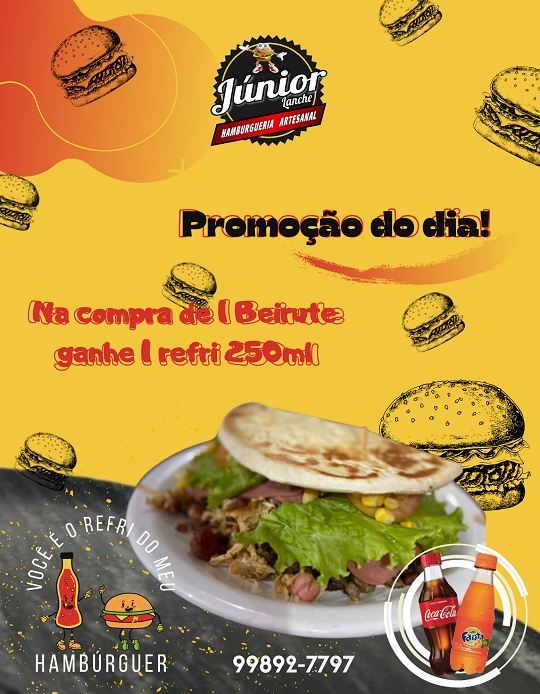 Júnior
Lanche
HAMBURGUERIA ARTESANAL
Promoção do dia!
Na compra de 1 Beirute
ganhe 1 refri 250ml
VOCÊ É O REFRI DO MEU
HAMBÚRGUER
99892-7797
Coca-Cola
Fanta